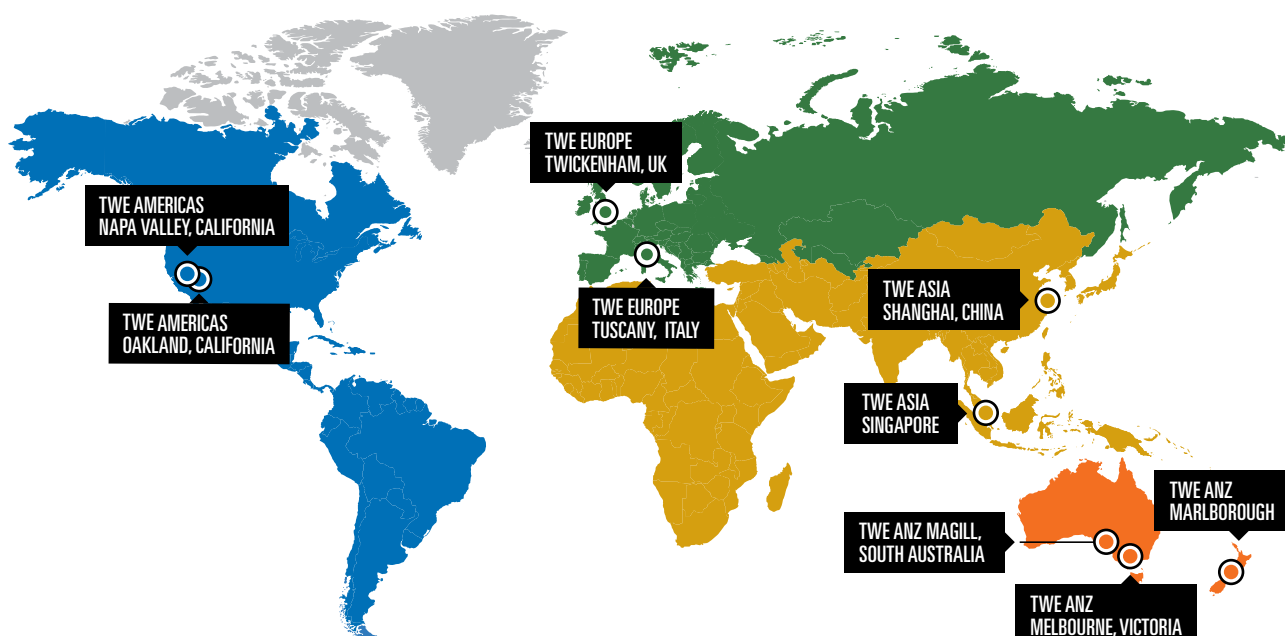 TWE EUROPE
TWICKENHAM, UK
TWE AMERICAS
NAPA VALLEY, CALIFORNIA
TWE EUROPE
TUSCANY, ITALY
TWE ASIA
SHANGHAI, CHINA
TWE AMERICAS
OAKLAND, CALIFORNIA
TWE ASIA
SINGAPORE
TWE ANZ
MARLBOROUGH
TWE ANZ MAGILL,
SOUTH AUSTRALIA
TWE ANZ
MELBOURNE, VICTORIA